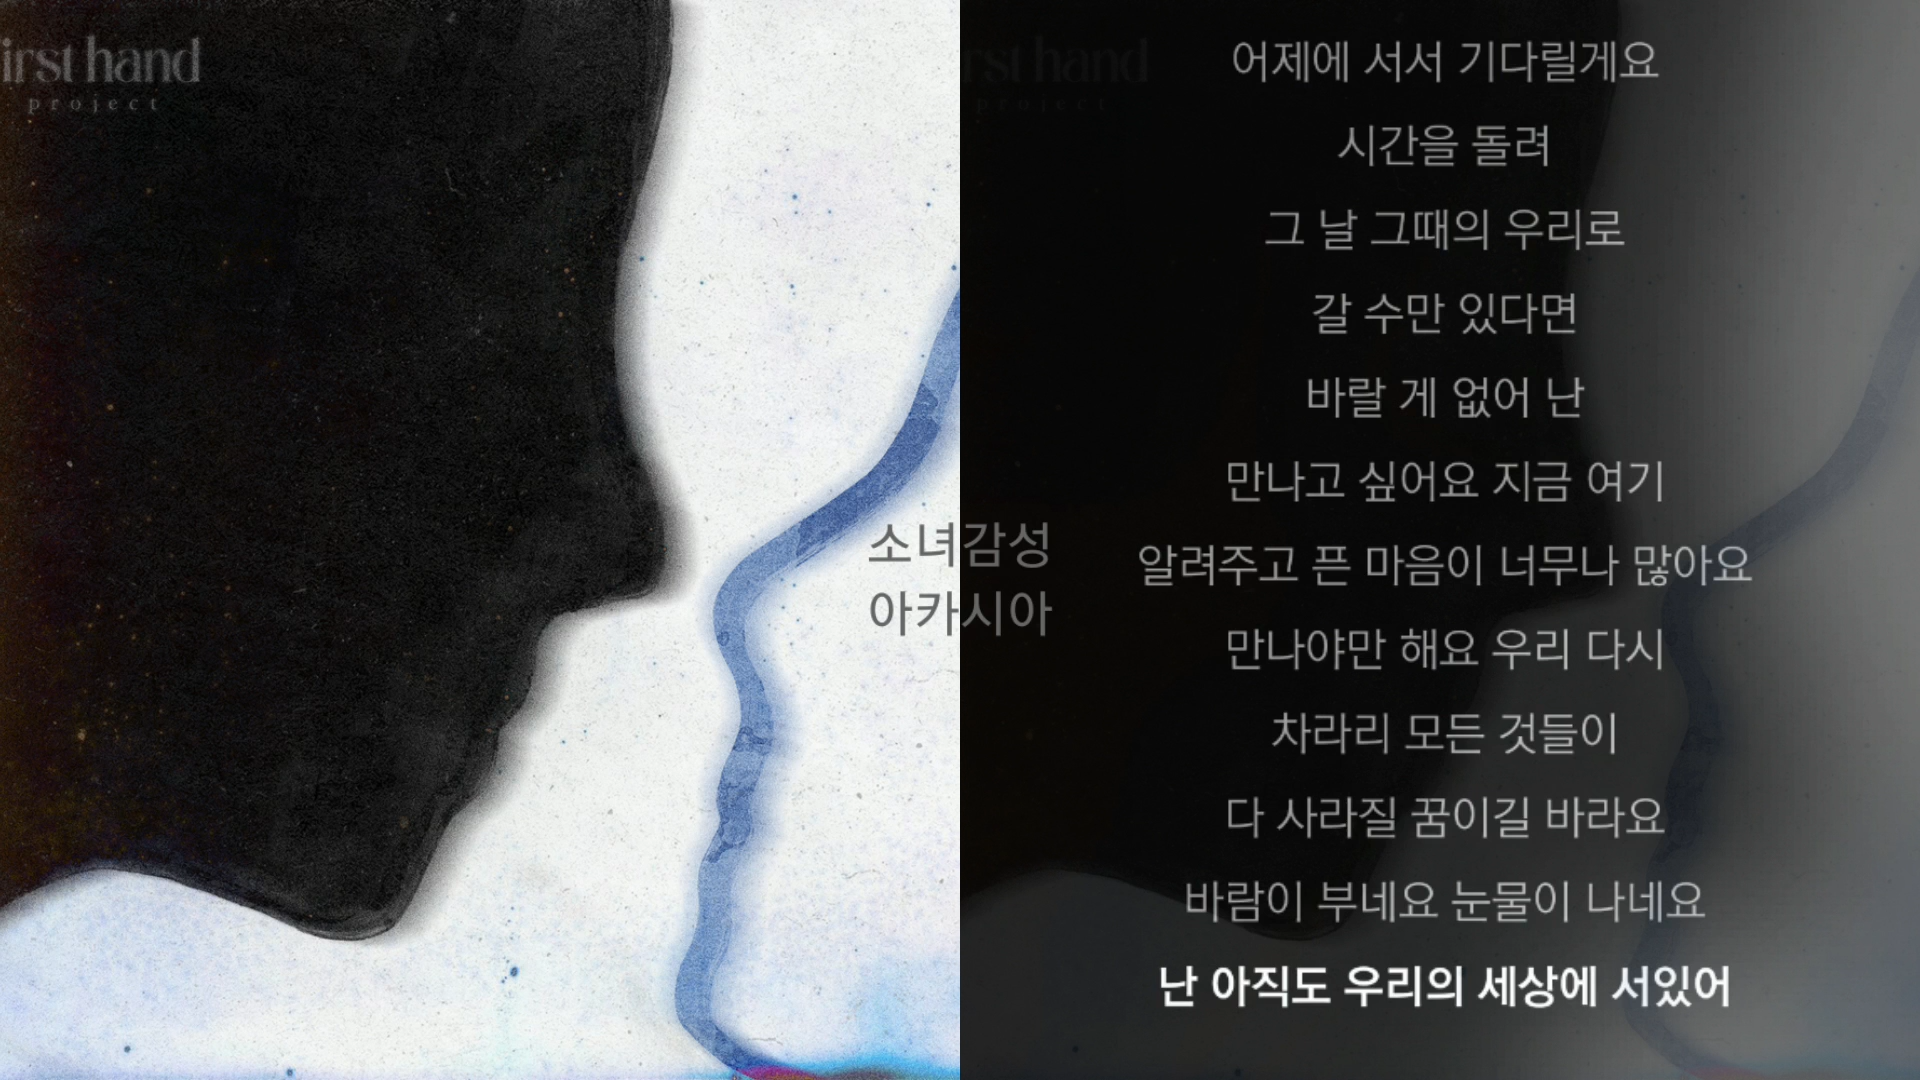 irst hand
project
소녀감성
아카시아
어제에 서서 기다릴게요
시간을 돌려
그 날 그때의 우리로
갈 수만 있다면
바랄 게 없어 난
만나고 싶어요 지금 여기
알려주고 픈 마음이 너무나 많아요
만나야만 해요 우리 다시
차라리 모든 것들이
다 사라질 꿈이길 바라요
바람이 부네요 눈물이 나네요
난 아직도 우리의 세상에 서있어
rst hand
project